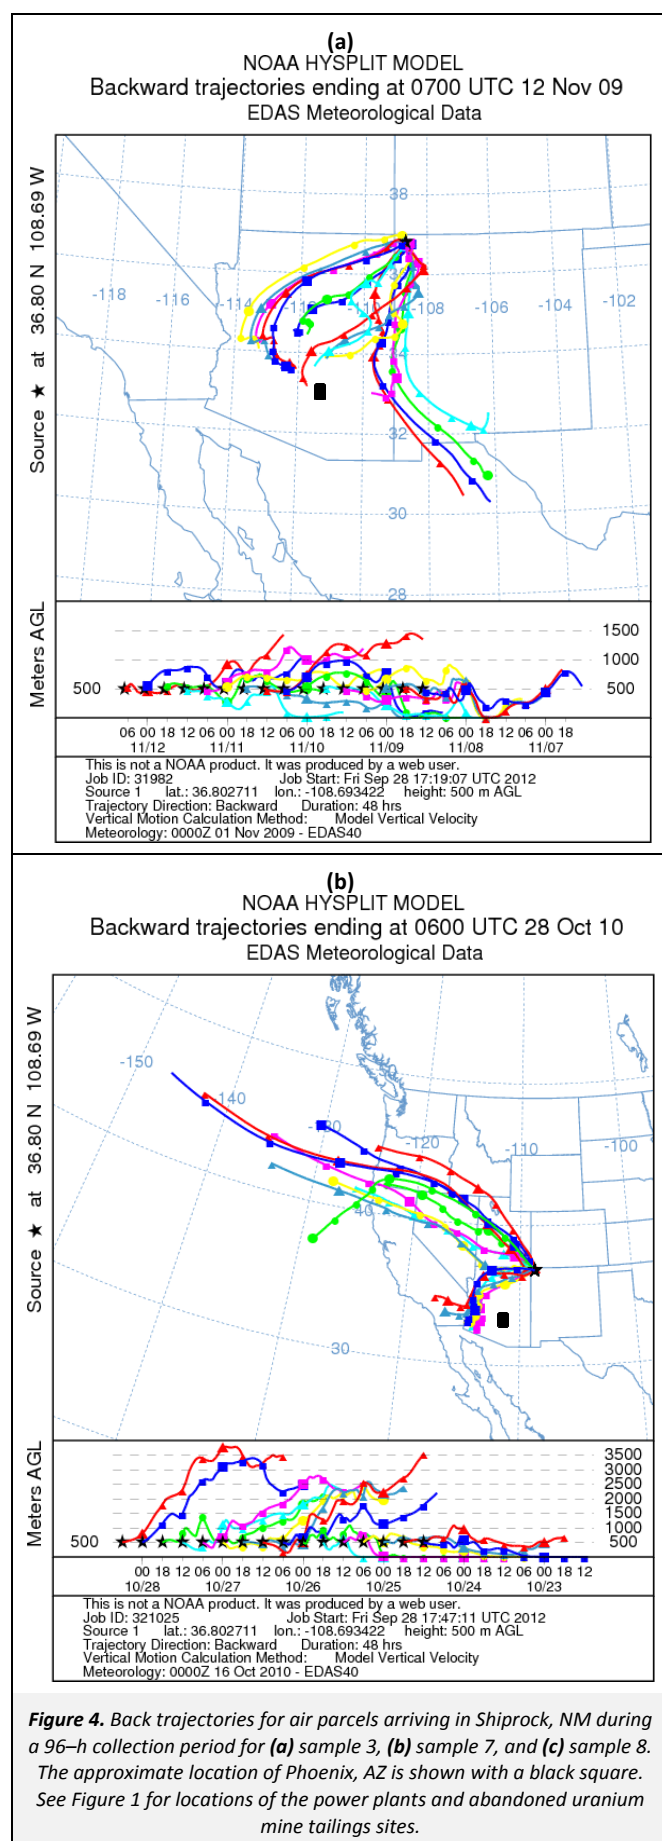 (a)
NOAA HYSPLIT MODEL
Backward trajectories ending at 0700 UTC 12 Nov 09
EDAS Meteorological Data
Source ★ at 36.80 N 108.69 W
38
36
-118
-116
-114
-108
-106
-104
-102
34
32
30
28
Meters AGL
500
1500
1000
500
06 00 18 12 06 00 18 12 06 00 18 12 06 00 18 12 06 00 18 12 06 00 18
11/12 11/11 11/10 11/09 11/08 11/07
This is not a NOAA product. It was produced by a web user.
Job ID: 31982 Job Start: Fri Sep 28 17:19:07 UTC 2012
Source 1 lat.: 36.802711 lon.: -108.693422 height: 500 m AGL
Trajectory Direction: Backward Duration: 48 hrs
Vertical Motion Calculation Method: Model Vertical Velocity
Meteorology: 0000Z 01 Nov 2009 - EDAS40
(b)
NOAA HYSPLIT MODEL
Backward trajectories ending at 0600 UTC 28 Oct 10
EDAS Meteorological Data
Source ★ at 36.80 N 108.69 W
-150
-140
-120
-110
-100
40
30
Meters AGL
500
3500
3000
2500
2000
1500
1000
500
00 18 12 06 00 18 12 06 00 18 12 06 00 18 12 06 00 18 12 06 00 18 12
10/28 10/27 10/26 10/25 10/24 10/23
This is not a NOAA product. It was produced by a web user.
Job ID: 321025 Job Start: Fri Sep 28 17:47:11 UTC 2012
Source 1 lat.: 36.802711 lon.: -108.693422 height: 500 m AGL
Trajectory Direction: Backward Duration: 48 hrs
Vertical Motion Calculation Method: Model Vertical Velocity
Meteorology: 0000Z 16 Oct 2010 - EDAS40
Figure 4. Back trajectories for air parcels arriving in Shiprock, NM during
a 96–h collection period for (a) sample 3, (b) sample 7, and (c) sample 8.
The approximate location of Phoenix, AZ is shown with a black square.
See Figure 1 for locations of the power plants and abandoned uranium
mine tailings sites.